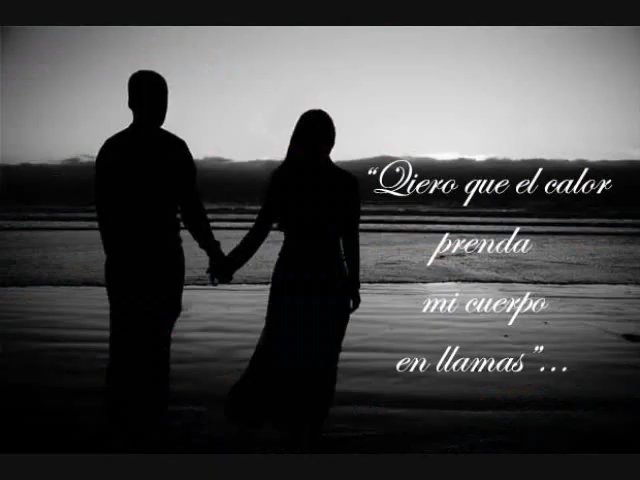 “Qiero que el calor
prenda
mi cuerpo
en llamas”...